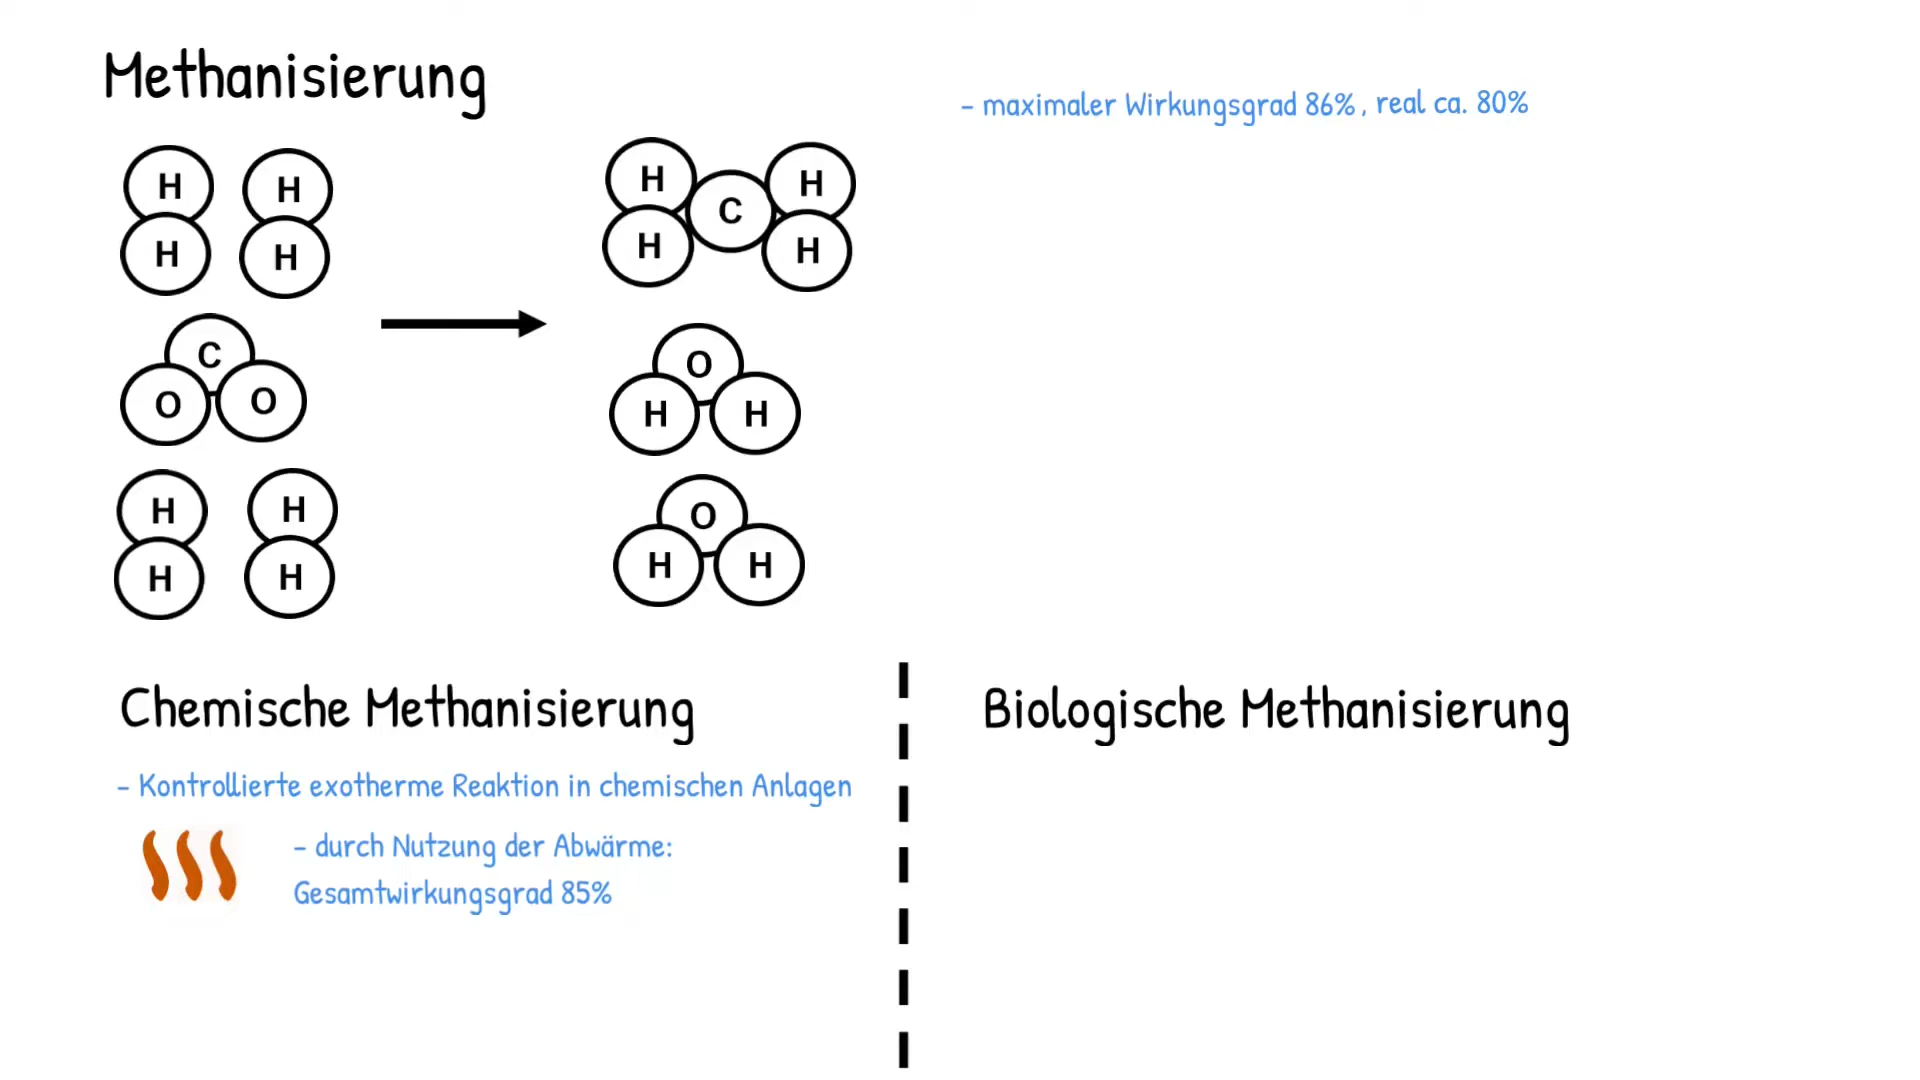 Methanisierung
- maximaler Wirkungsgrad 86%, real ca. 80%
H H H C H
H H H H
C O
O O H H
H H O
H H H H
Chemische Methanisierung
Biologische Methanisierung
- Kontrollierte exotherme Reaktion in chemischen Anlagen
- durch Nutzung der Abwärme:
Gesamtwirkungsgrad 85%